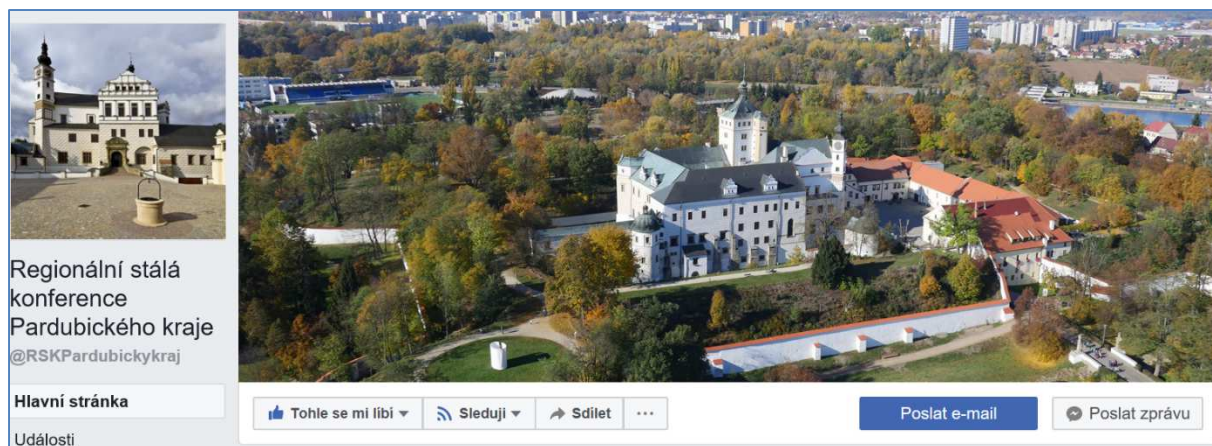 Regionální stálá
konference
Pardubického kraje
@RSKPardubickykraj
Hlavní stránka
Události
Tohle se mi líbí
Sleduji
Sdílet
...
Poslat e-mail
Poslat zprávu